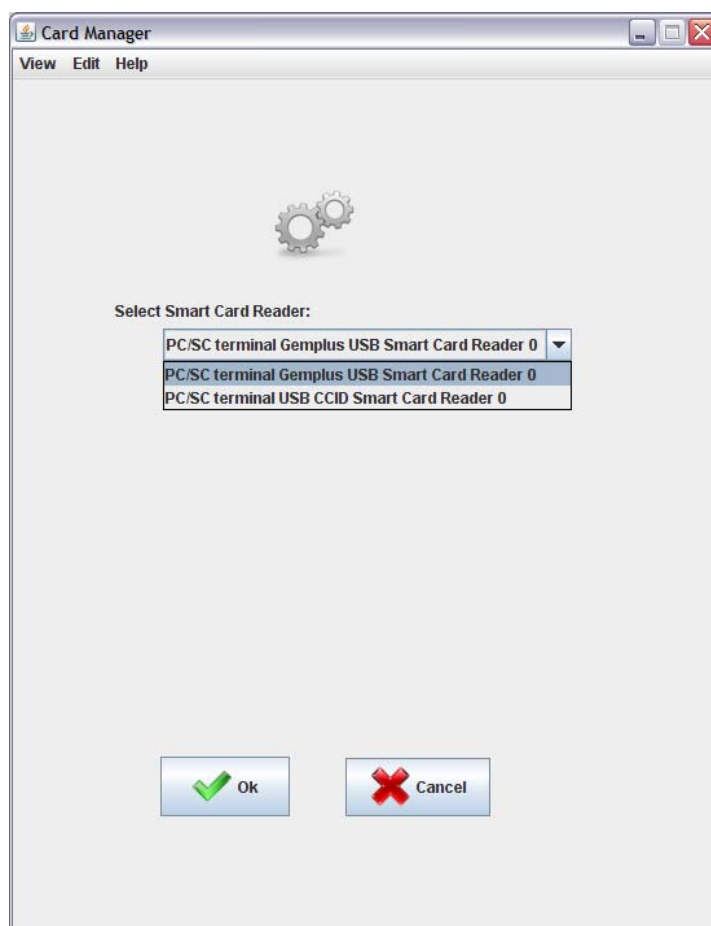 Card Manager
View Edit Help
Select Smart Card Reader:
PC/SC terminal Gemplus USB Smart Card Reader 0
PC/SC terminal Gemplus USB Smart Card Reader 0
PC/SC terminal USB CCID Smart Card Reader 0
Ok Cancel